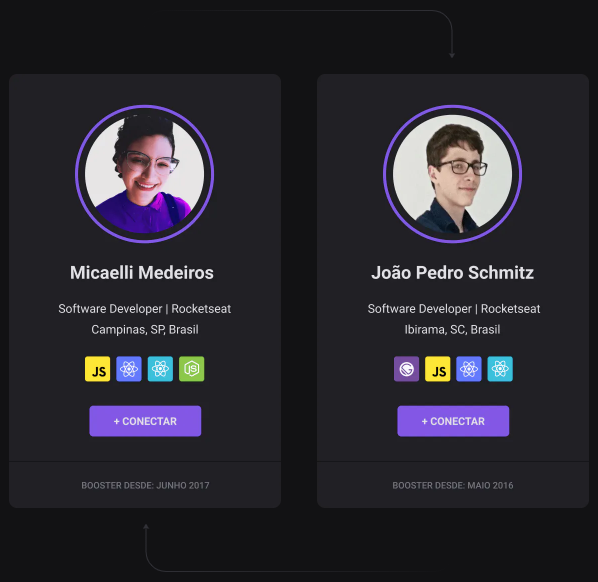 Micaelli Medeiros
Software Developer | Rocketseat
Campinas, SP, Brasil
JS
JS
+ CONECTAR
BOOSTER DESDE: JUNHO 2017
João Pedro Schmitz
Software Developer | Rocketseat
Ibirama, SC, Brasil
JS
+ CONECTAR
BOOSTER DESDE: MAIO 2016